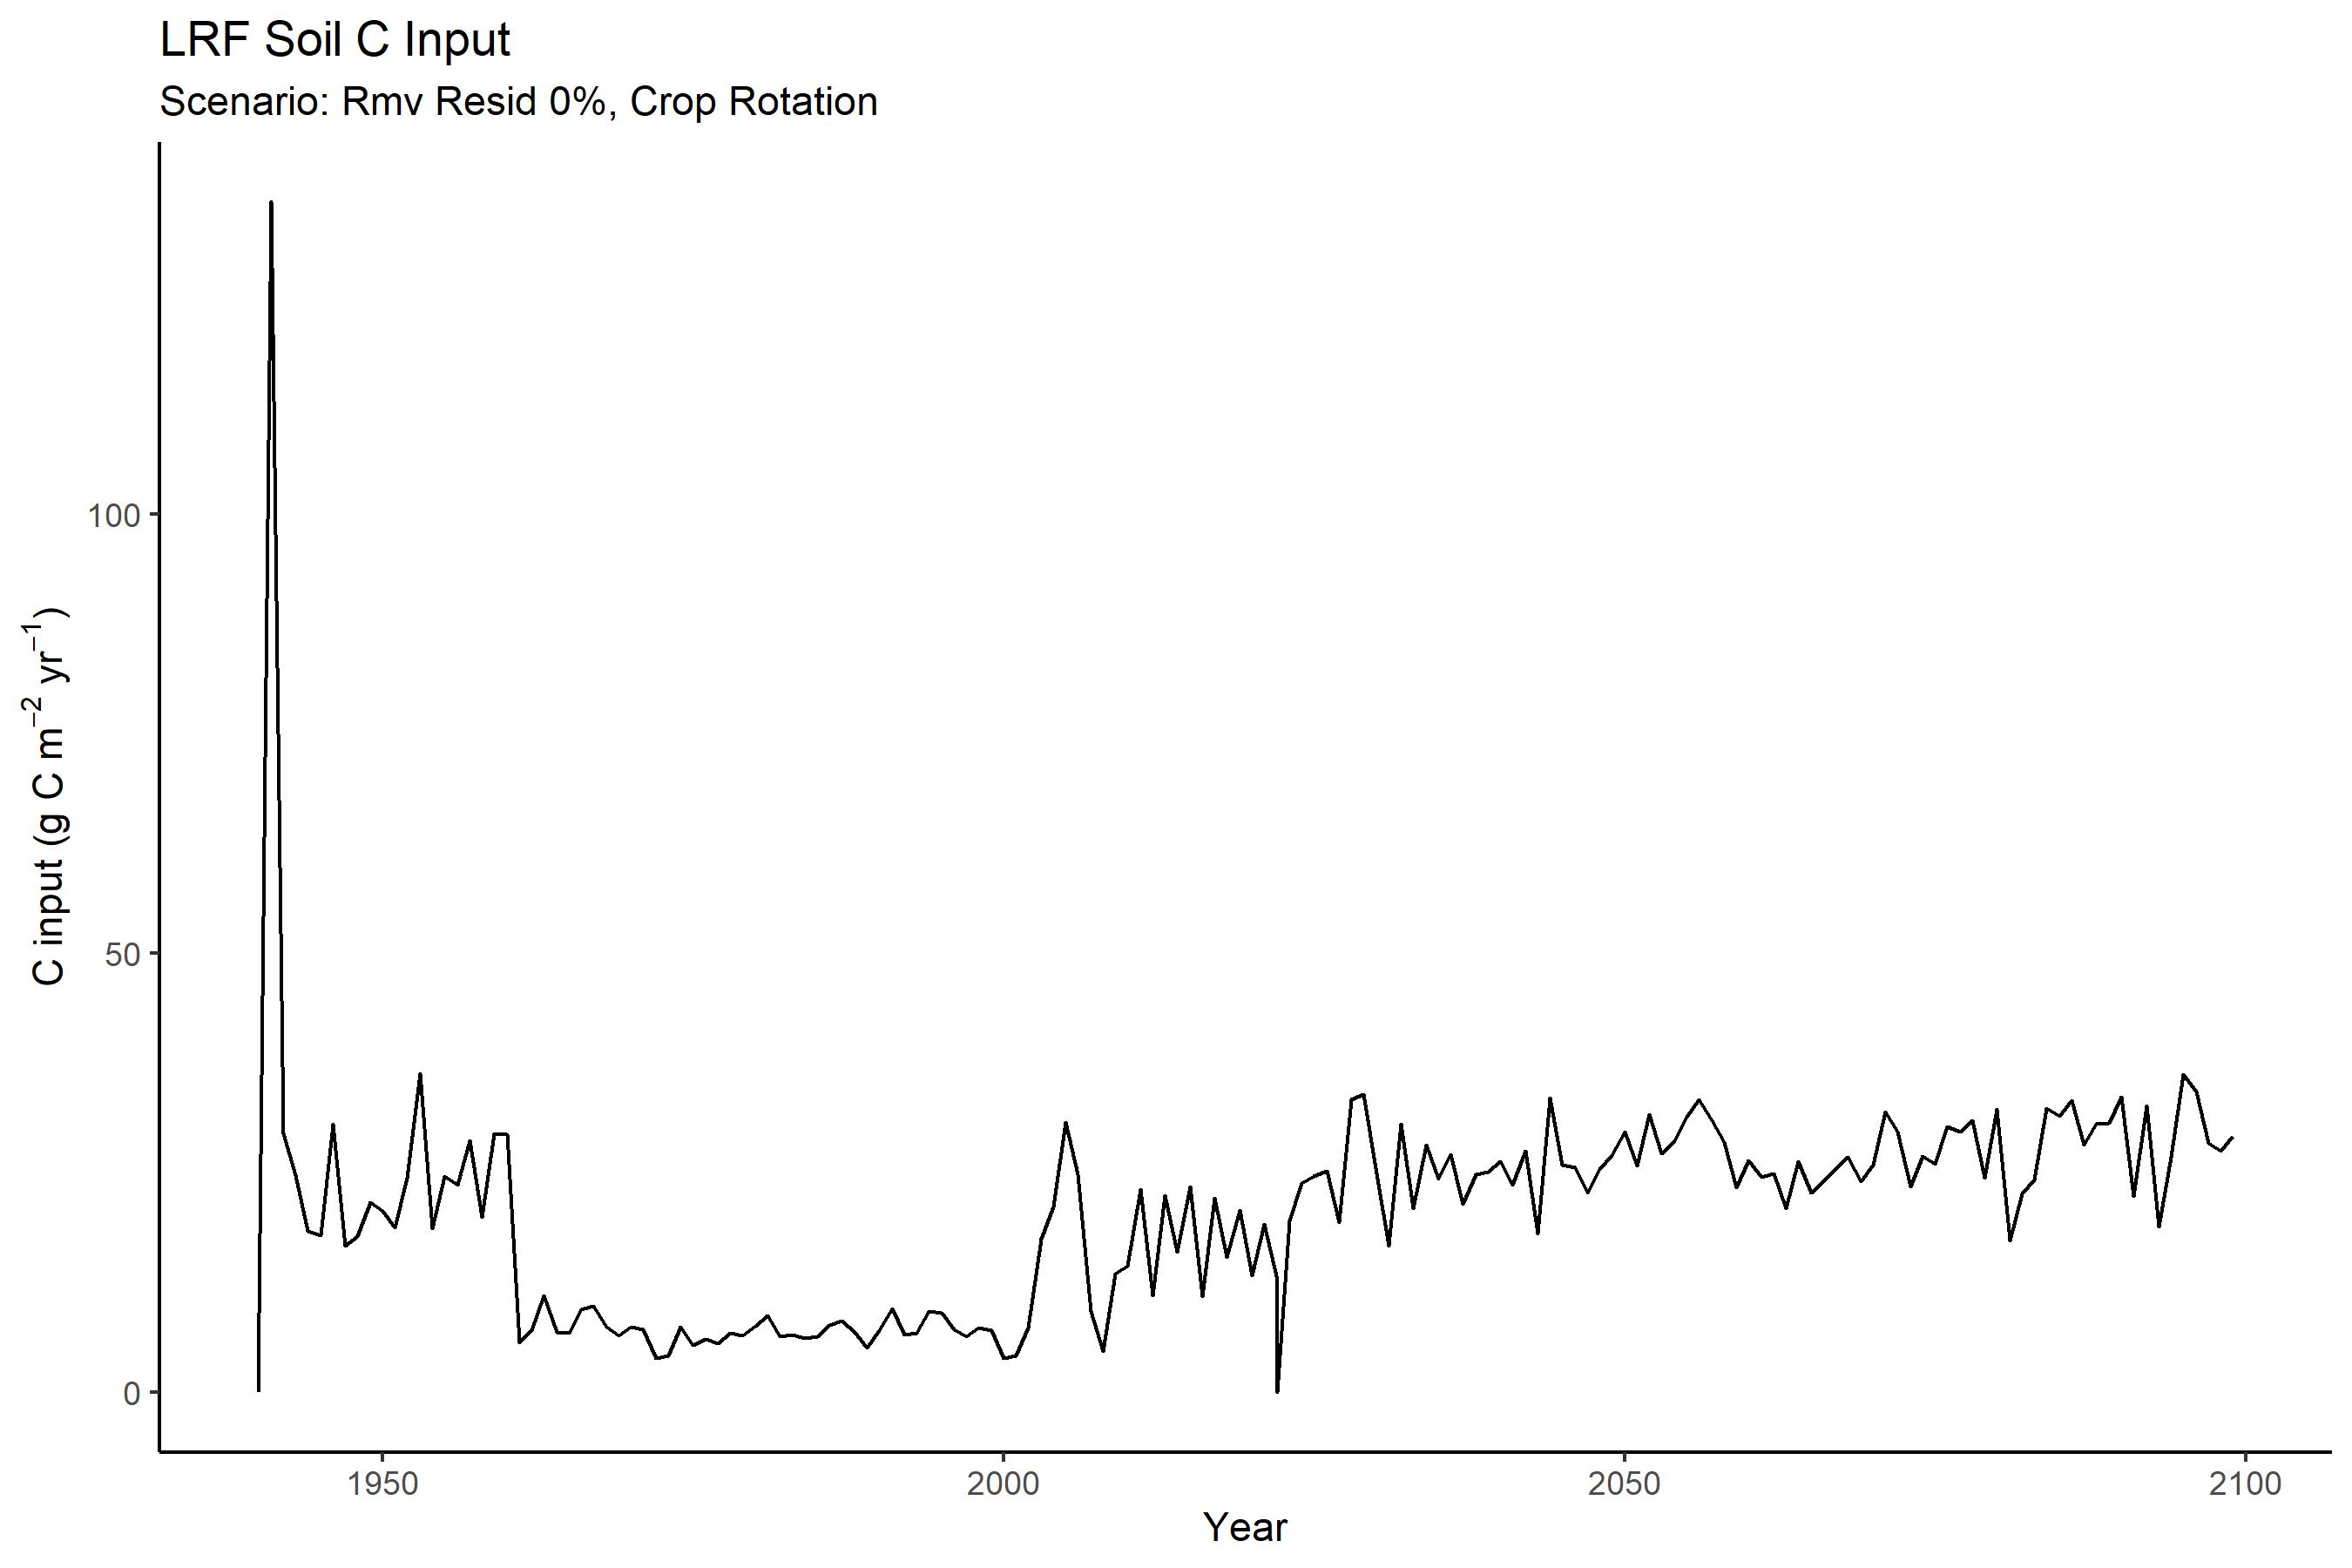 LRF Soil C Input
Scenario: Rmv Resid 0%, Crop Rotation
C input (g C m⁻² yr⁻¹)
100
50
0
1950 2000 2050 2100
Year